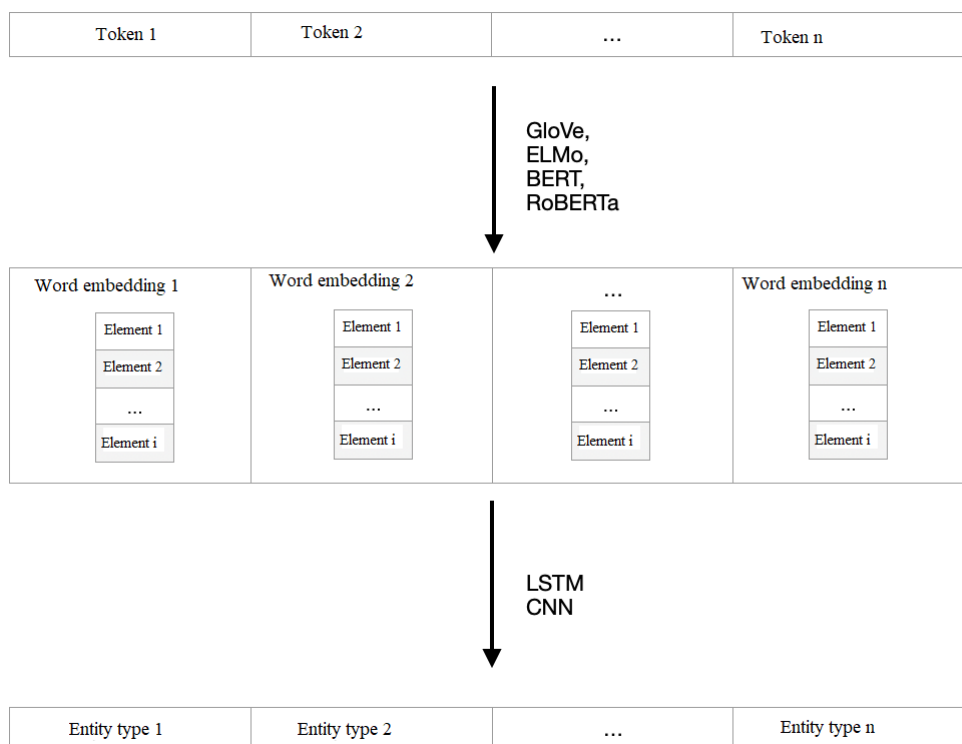 Token 1 Token 2 ... Token n
GloVe,
ELMo,
BERT,
RoBERTa
Word embedding 1 Word embedding 2 ... Word embedding n
Element 1 Element 1 Element 1 Element 1
Element 2 Element 2 Element 2 Element 2
... ... ... ...
Element i Element i Element i Element i
LSTM
CNN
Entity type 1 Entity type 2 ... Entity type n